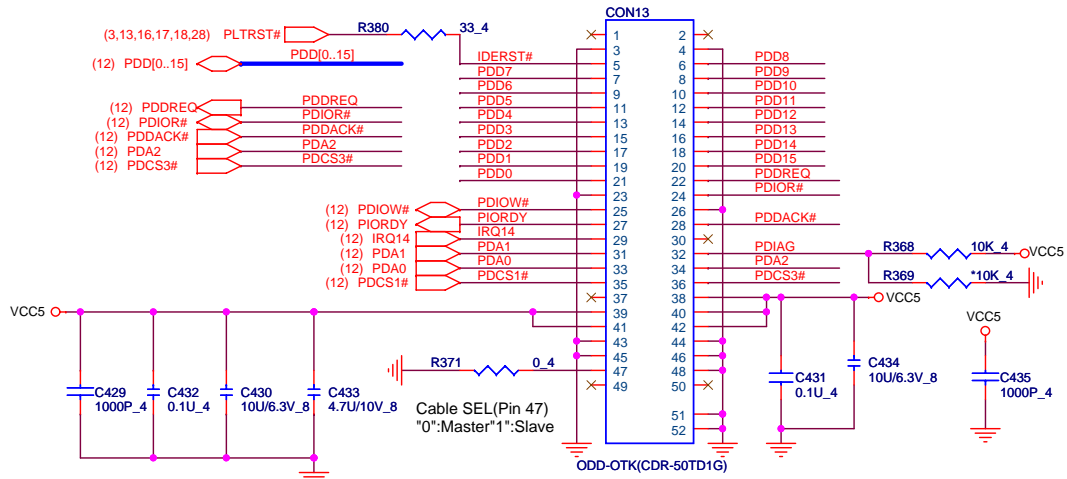 CON13
(3,13,16,17,18,28) PLTRST# R380 33_4
(12) PDD[0..15] PDD[0..15]
(12) PDDREQ PDDREQ
(12) PDIOR# PDIOR#
(12) PDDACK# PDDACK#
(12) PDA2 PDA2
(12) PDCS3# PDCS3#
1 2
3 4
IDERST# 5 6 PDD8
PDD7 7 8 PDD9
PDD6 9 10 PDD10
PDD5 11 12 PDD11
PDD4 13 14 PDD12
PDD3 15 16 PDD13
PDD2 17 18 PDD14
PDD1 19 20 PDD15
PDD0 21 22 PDDREQ
23 24 PDIOR#
(12) PDIOW# PDIOW# 25 26
(12) PIORDY PIORDY 27 28 PDDACK#
(12) IRQ14 IRQ14 29 30
(12) PDA1 PDA1 31 32 PDIAG
(12) PDA0 PDA0 33 34 PDA2
(12) PDCS1# PDCS1# 35 36 PDCS3#
37 38
39 40
41 42
43 44
45 46
47 48
49 50
51
52
R368 10K_4 VCC5
R369 *10K_4
VCC5
VCC5
VCC5
C429 1000P_4
C432 0.1U_4
C430 10U/6.3V_8
C433 4.7U/10V_8
R371 0_4
Cable SEL(Pin 47)
"0":Master"1":Slave
C431 0.1U_4
C434 10U/6.3V_8
C435 1000P_4
ODD-OTK(CDR-50TD1G)